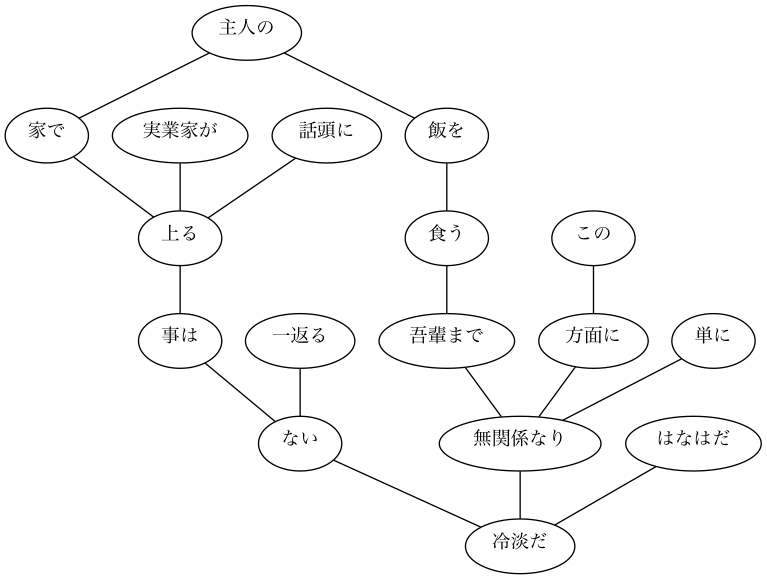 主人の
家で
実業家が
話頭に
飯を
上る
食う
この
事は
一返る
吾輩まで
方面に
単に
ない
無関係なり
はなはだ
冷淡だ